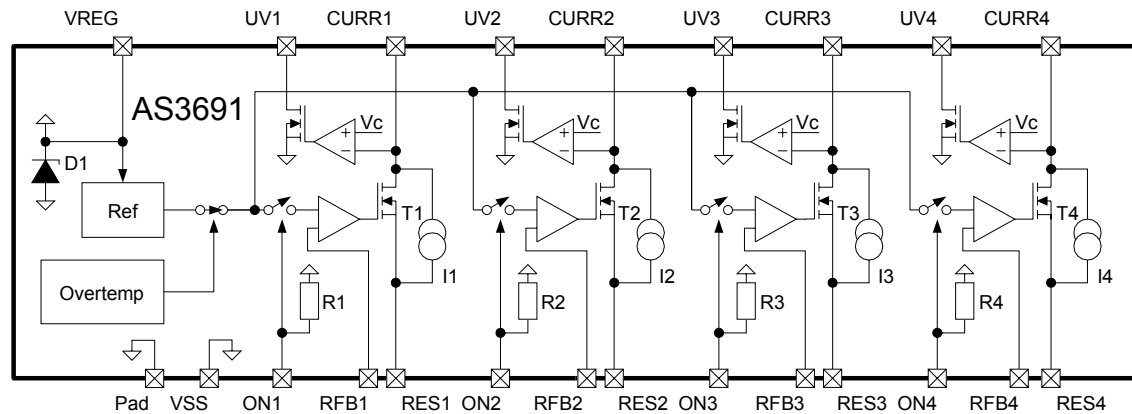 VREG UV1 CURR1 UV2 CURR2 UV3 CURR3 UV4 CURR4
AS3691
Vc Vc Vc Vc
+ + + +
− − − −
D1
Ref T1 T2 T3 T4
I1 I2 I3 I4
Overtemp R1 R2 R3 R4
Pad VSS ON1 RFB1 RES1 ON2 RFB2 RES2 ON3 RFB3 RES3 ON4 RFB4 RES4